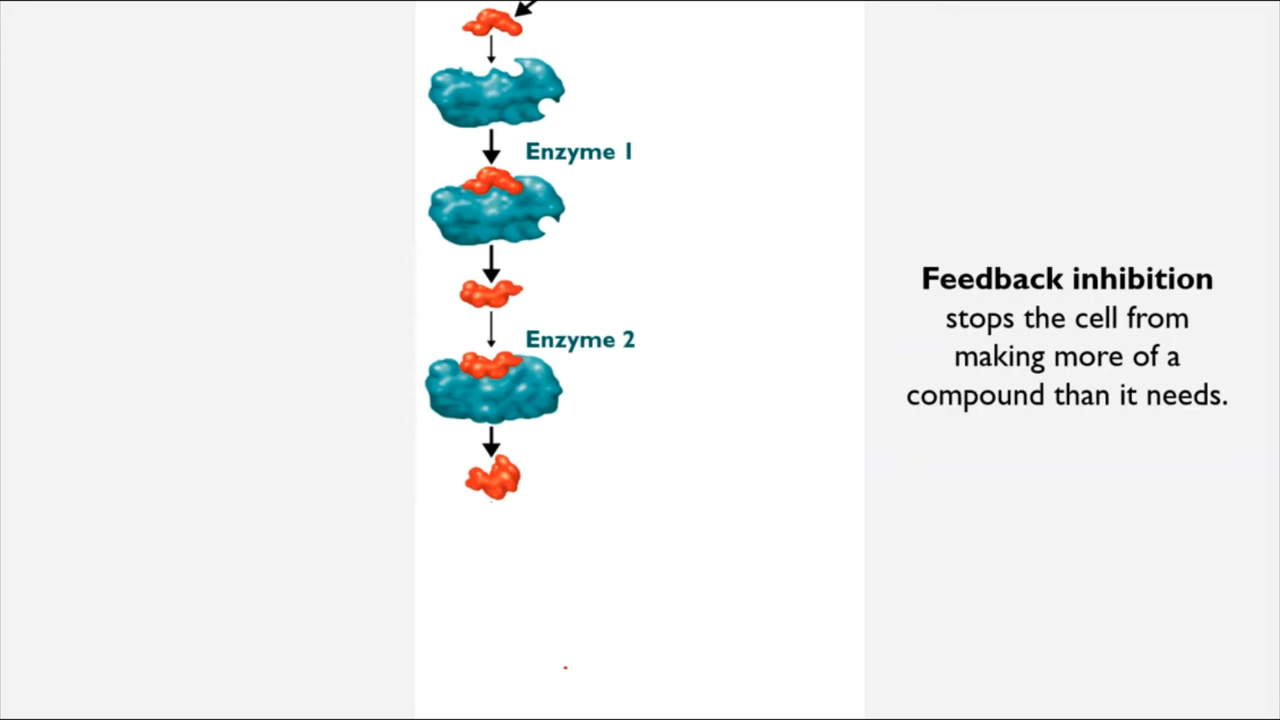 Enzyme 1
Enzyme 2
Feedback inhibition
stops the cell from
making more of a
compound than it needs.